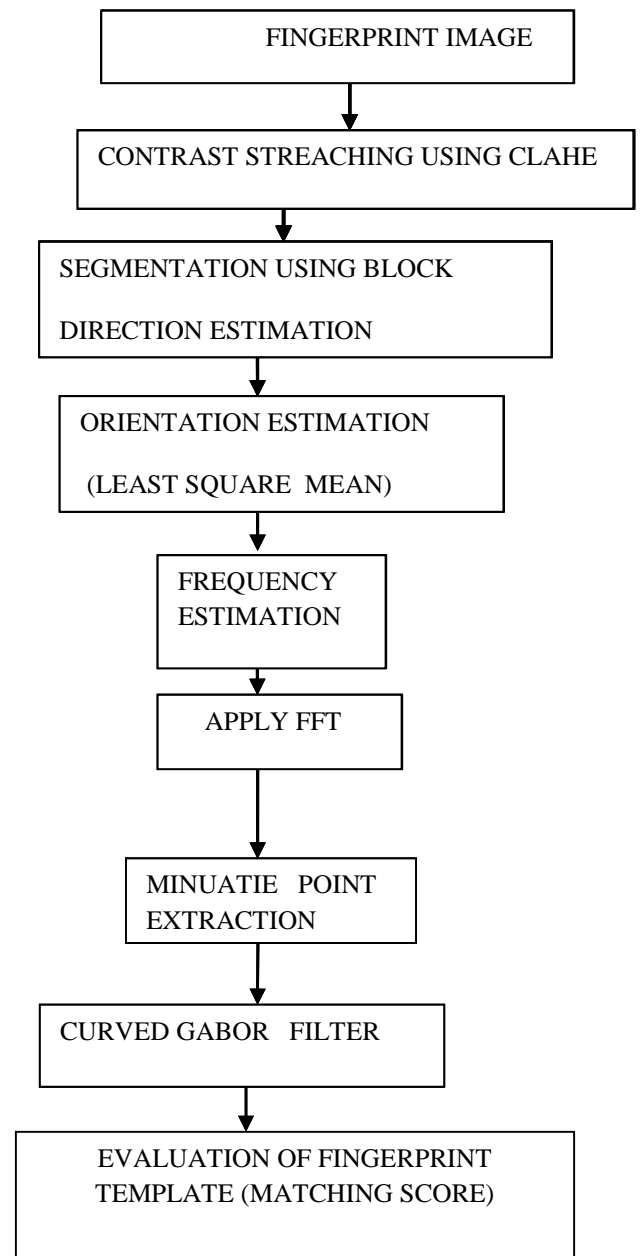 FINGERPRINT IMAGE
CONTRAST STREACHING USING CLAHE
SEGMENTATION USING BLOCK
DIRECTION ESTIMATION
ORIENTATION ESTIMATION
(LEAST SQUARE MEAN)
FREQUENCY
ESTIMATION
APPLY FFT
MINUATIE POINT
EXTRACTION
CURVED GABOR FILTER
EVALUATION OF FINGERPRINT
TEMPLATE (MATCHING SCORE)